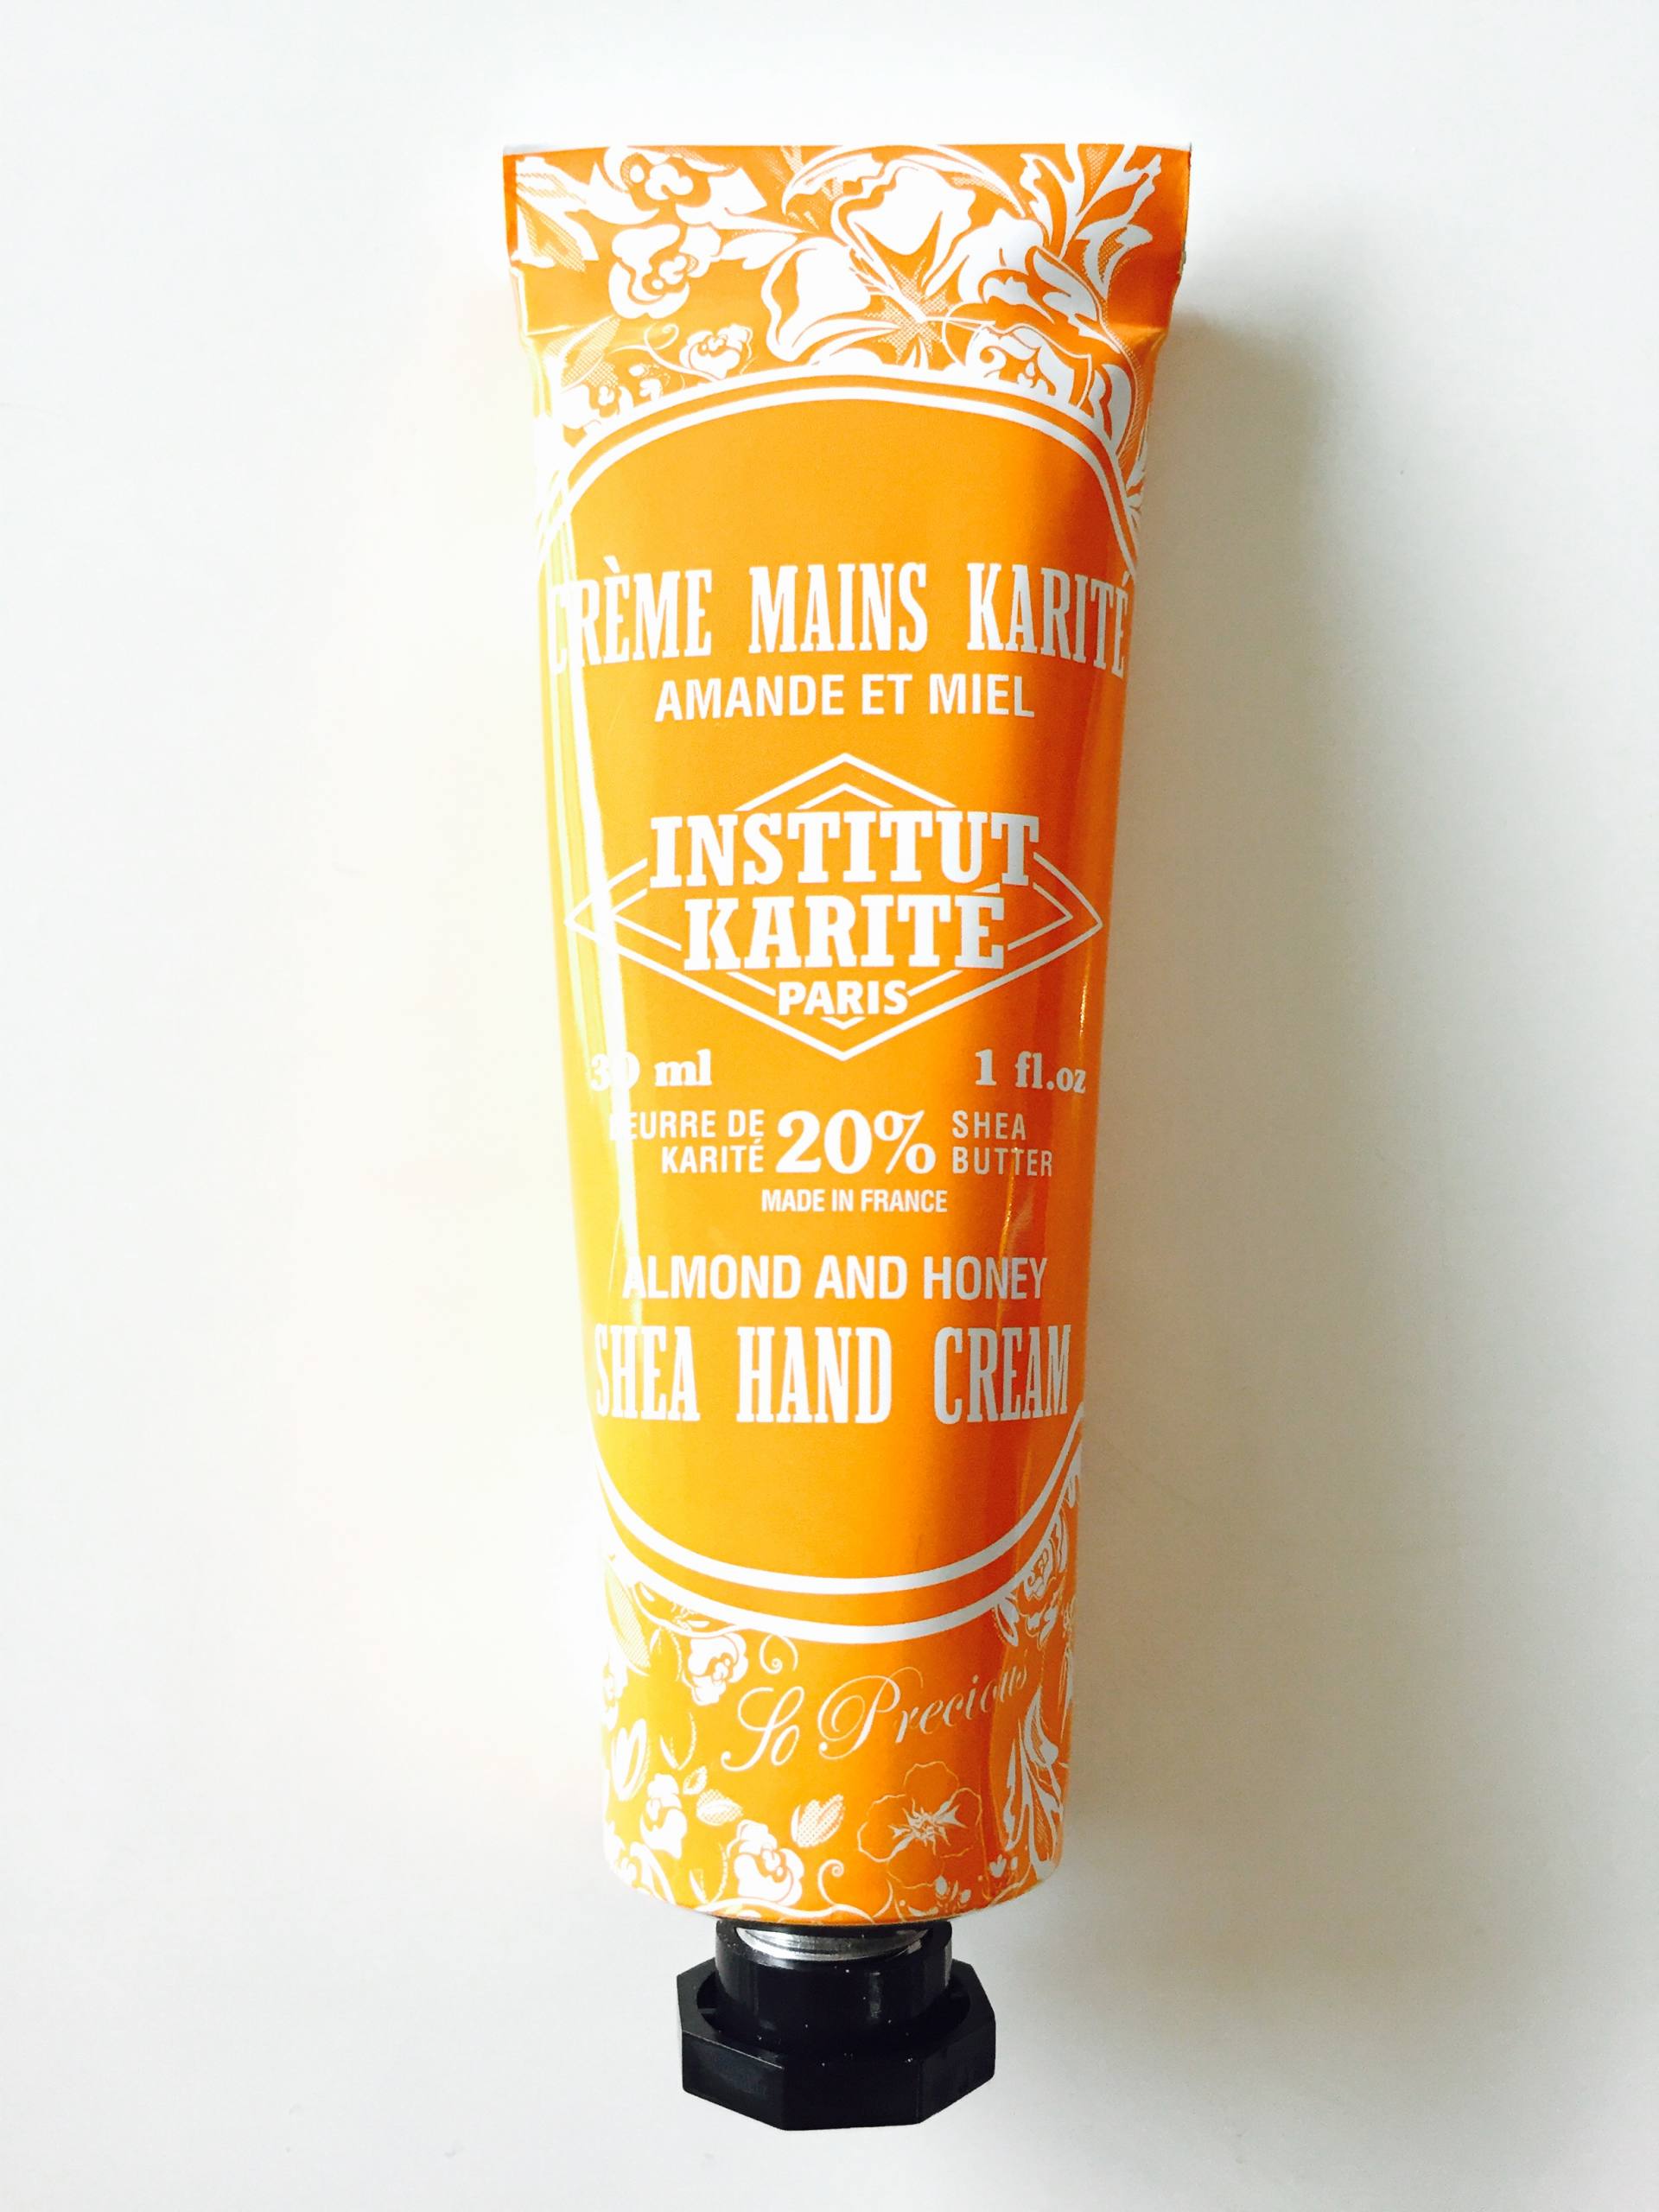 CRÈME MAINS KARITÉ
AMANDE ET MIEL
INSTITUT
KARITÉ
PARIS
30 ml 1 fl.oz
BEURRE DE KARITÉ 20% SHEA BUTTER
MADE IN FRANCE
ALMOND AND HONEY
SHEA HAND CREAM
So Precious